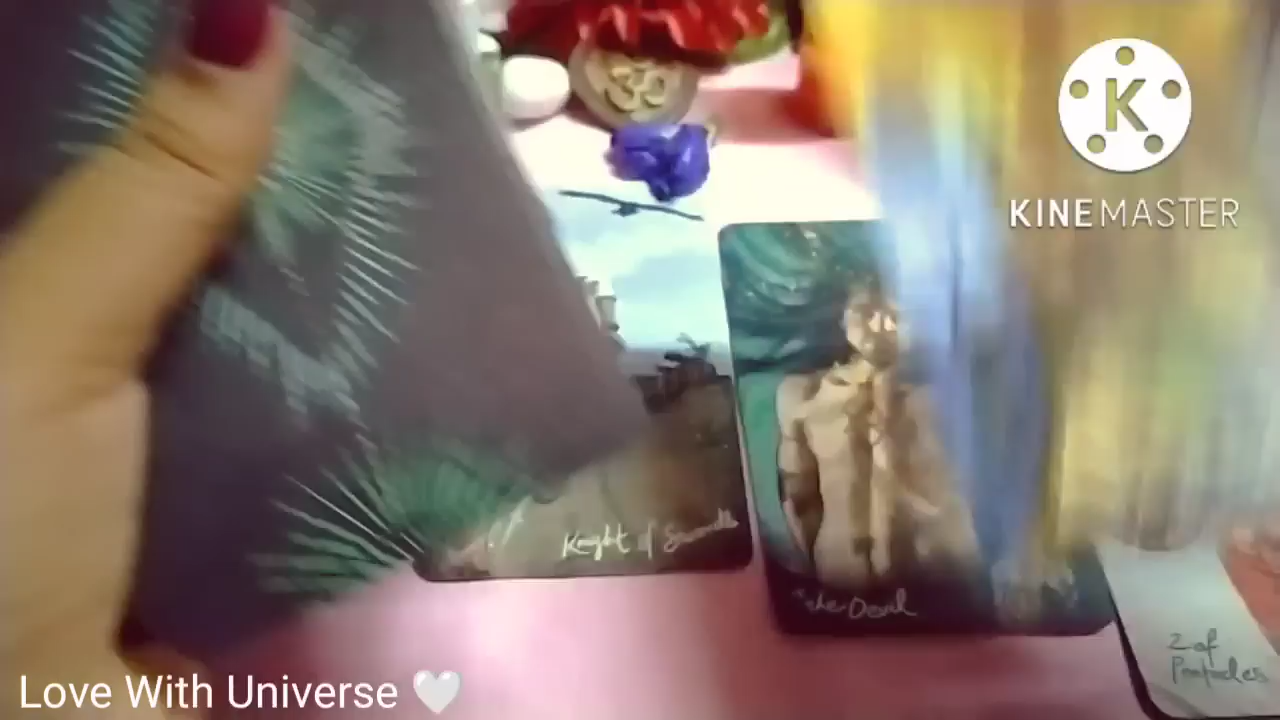 ॐ
K
KINEMASTER
Knight of Swords
The Devil
2 of
Pentacles
Love With Universe 🤍